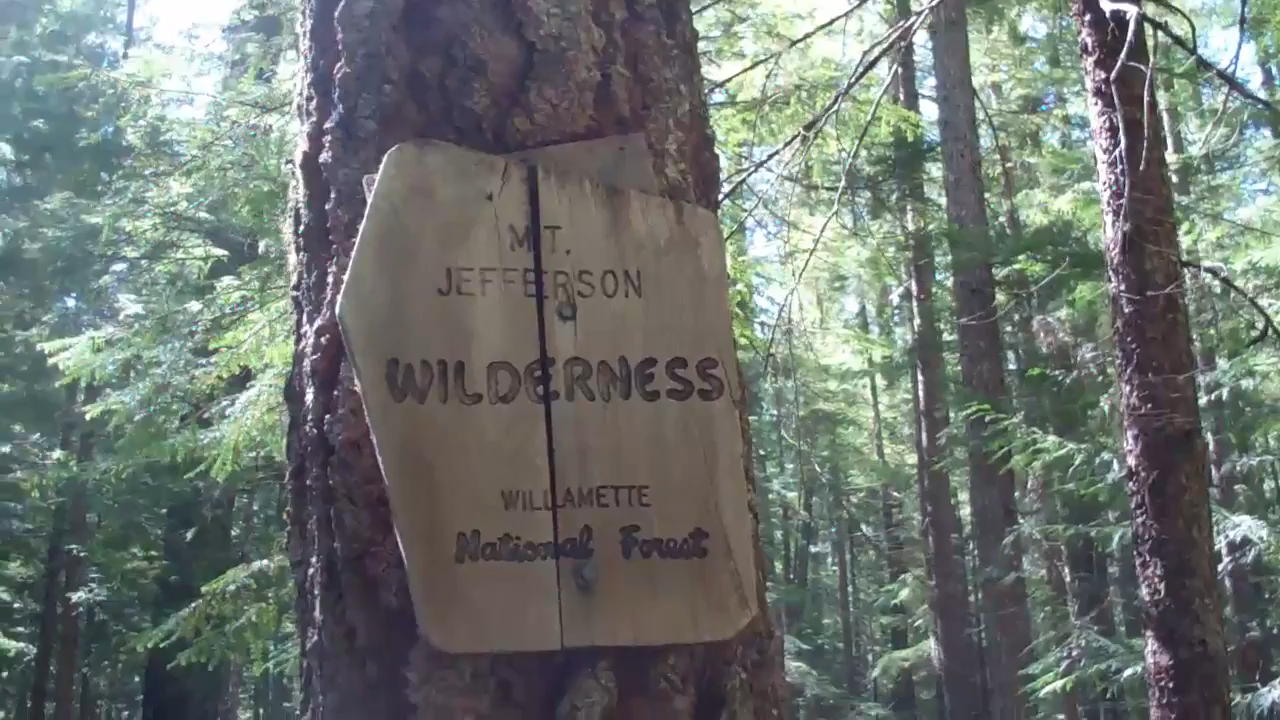 MT.
JEFFERSON
WILDERNESS
WILLAMETTE
National Forest